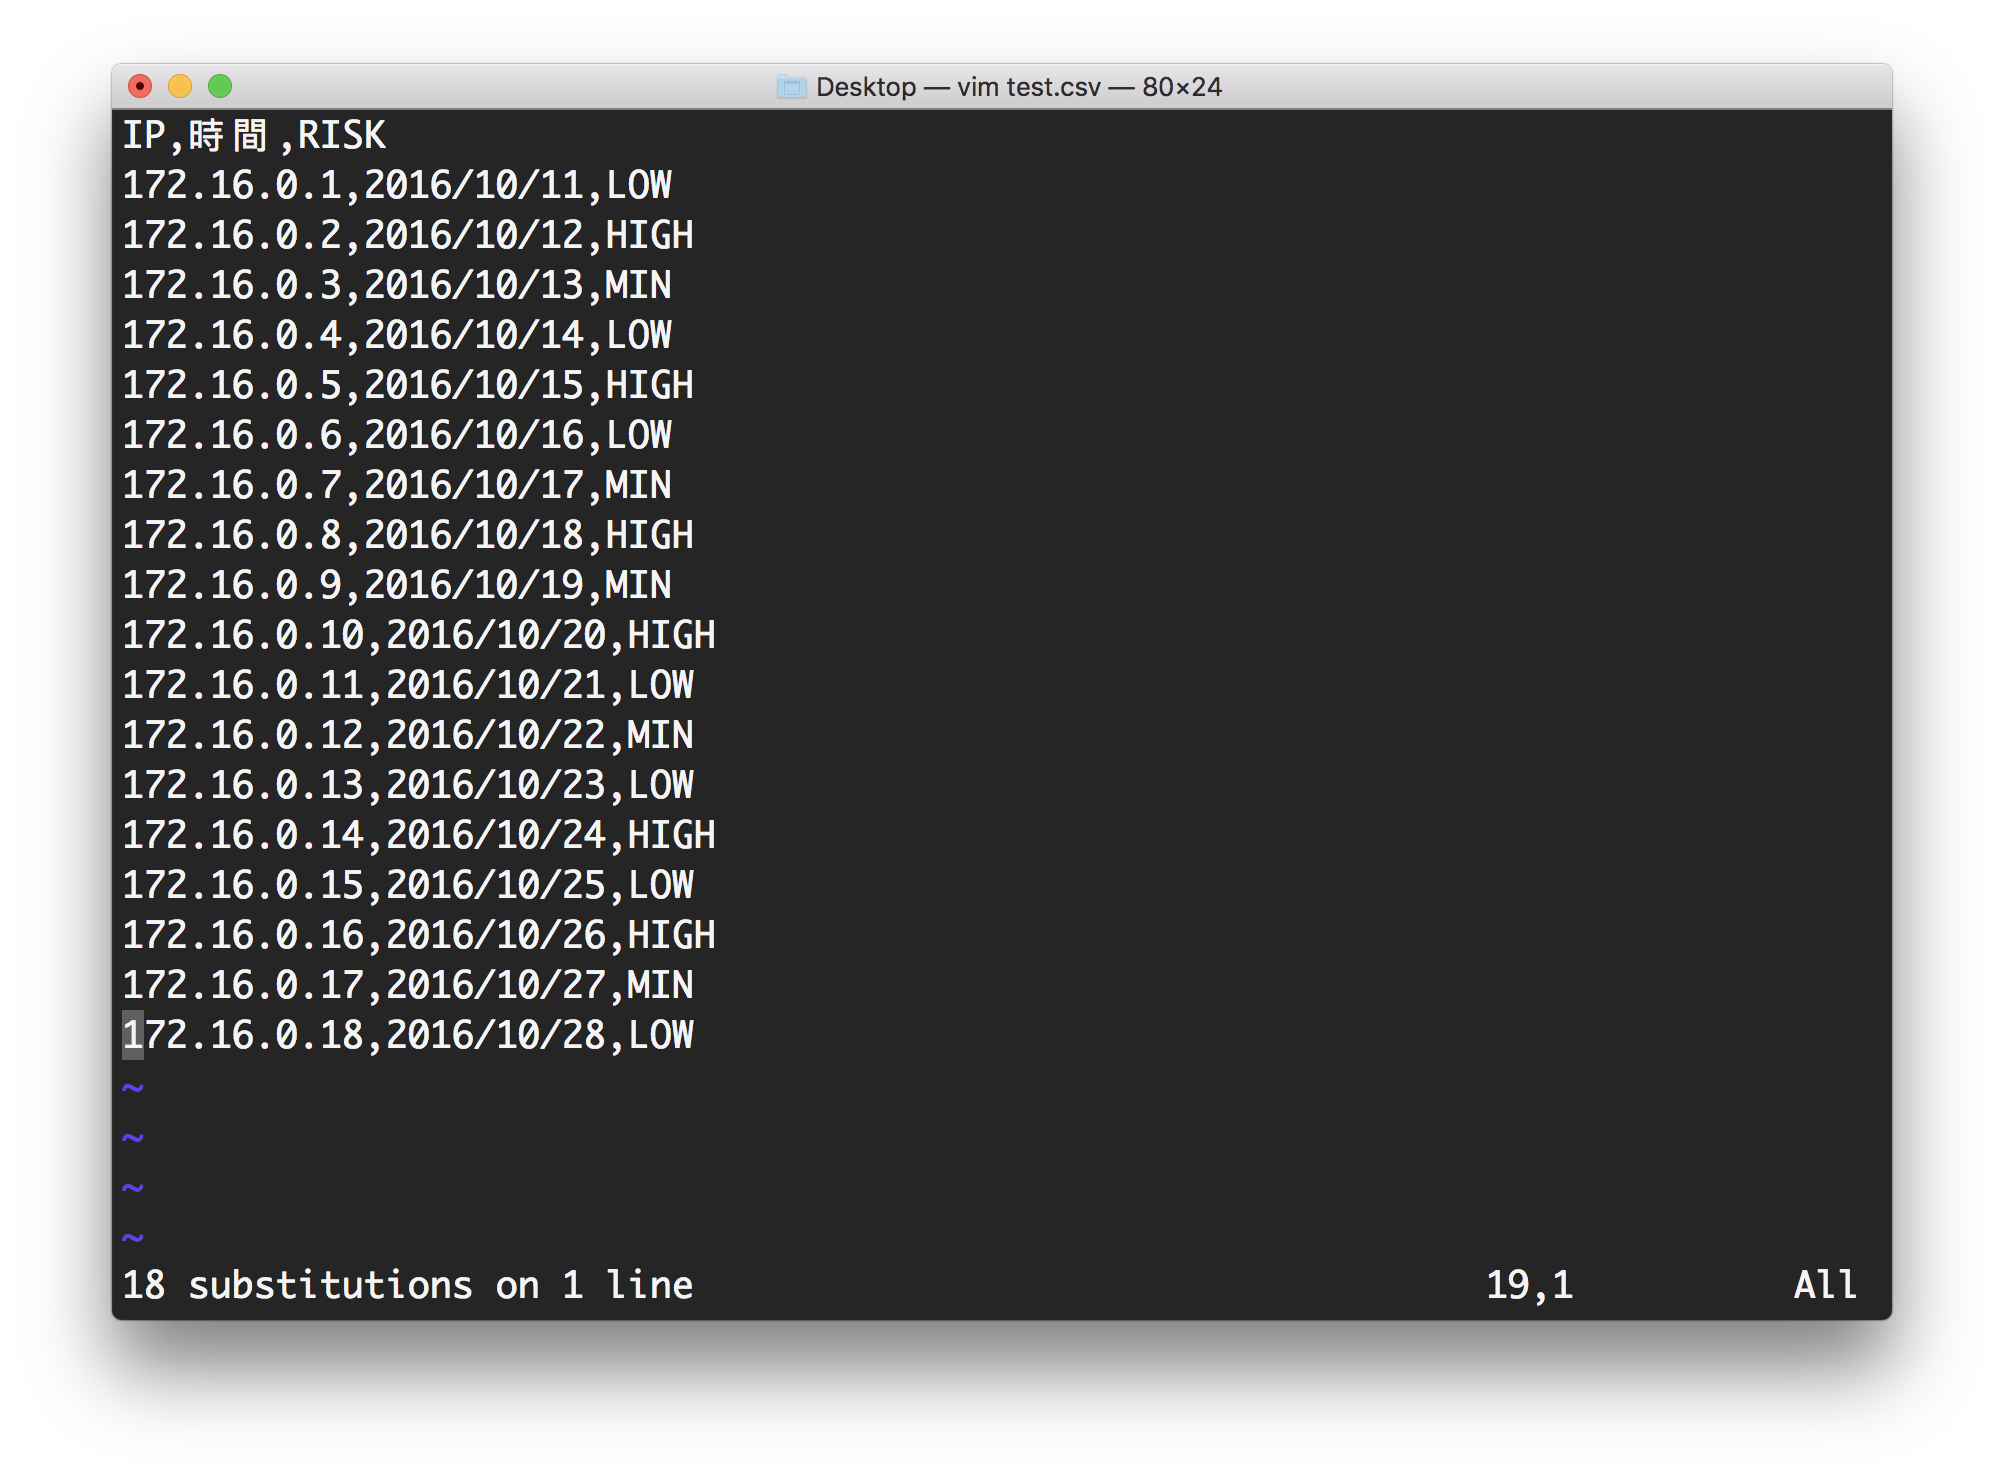 Desktop — vim test.csv — 80×24
IP,時間,RISK
172.16.0.1,2016/10/11,LOW
172.16.0.2,2016/10/12,HIGH
172.16.0.3,2016/10/13,MIN
172.16.0.4,2016/10/14,LOW
172.16.0.5,2016/10/15,HIGH
172.16.0.6,2016/10/16,LOW
172.16.0.7,2016/10/17,MIN
172.16.0.8,2016/10/18,HIGH
172.16.0.9,2016/10/19,MIN
172.16.0.10,2016/10/20,HIGH
172.16.0.11,2016/10/21,LOW
172.16.0.12,2016/10/22,MIN
172.16.0.13,2016/10/23,LOW
172.16.0.14,2016/10/24,HIGH
172.16.0.15,2016/10/25,LOW
172.16.0.16,2016/10/26,HIGH
172.16.0.17,2016/10/27,MIN
172.16.0.18,2016/10/28,LOW
~
~
~
~
18 substitutions on 1 line 19,1 All